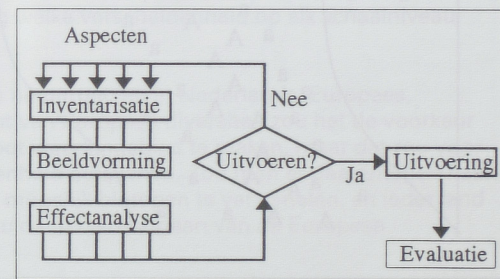 Aspecten
Inventarisatie
Beeldvorming
Effectanalyse
Uitvoeren?
Nee
Ja
Uitvoering
Evaluatie